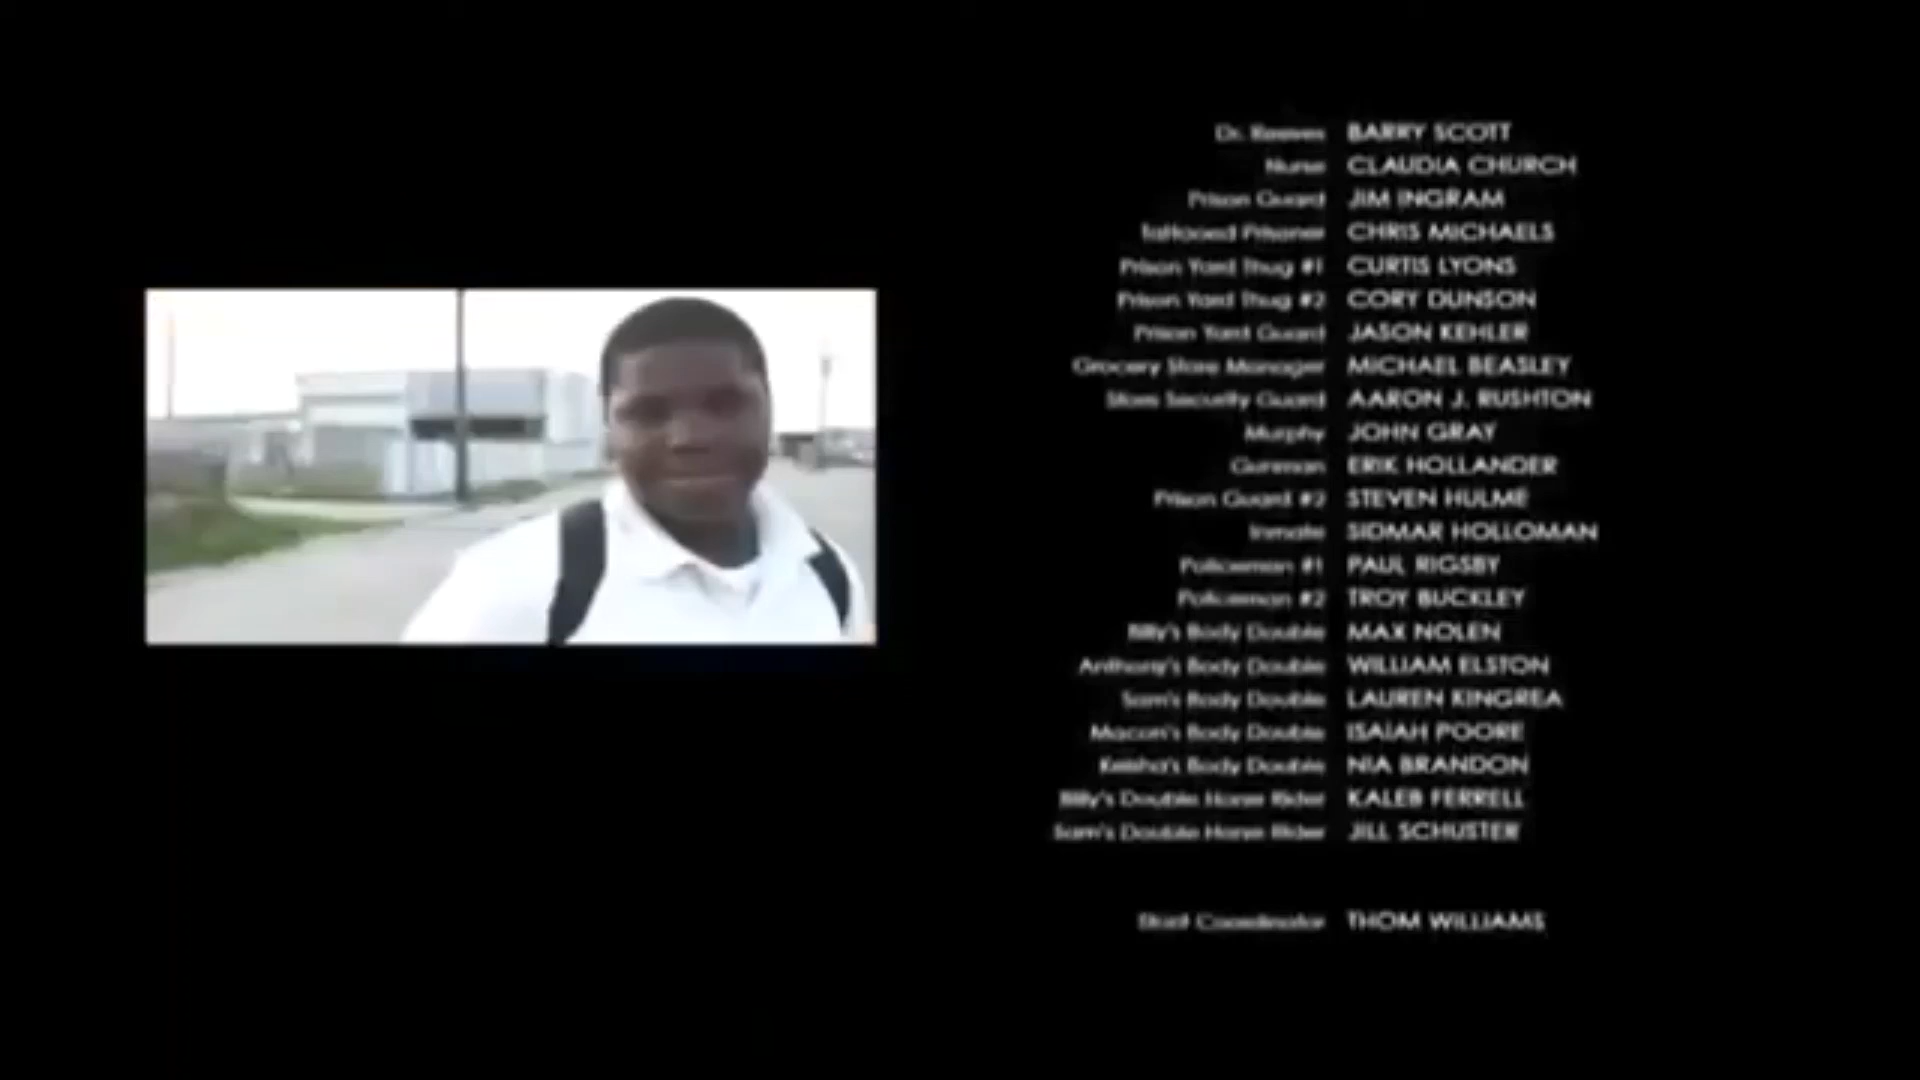 Dr. Reeves BARRY SCOTT
Nurse CLAUDIA CHURCH
Prison Guard JIM INGRAM
Tattooed Prisoner CHRIS MICHAELS
Prison Yard Thug #1 CURTIS LYONS
Prison Yard Thug #2 CORY DUNSON
Prison Yard Guard JASON KEHLER
Grocery Store Manager MICHAEL BEASLEY
Store Security Guard AARON J. RUSHTON
Murphy JOHN GRAY
Gunman ERIK HOLLANDER
Prison Guard #2 STEVEN HULME
Inmate SIDMAR HOLLOMAN
Policeman #1 PAUL RIGSBY
Policeman #2 TROY BUCKLEY
Billy's Body Double MAX NOLEN
Anthony's Body Double WILLIAM ELSTON
Sam's Body Double LAUREN KINGREA
Macon's Body Double ISAIAH POORE
Keisha's Body Double NIA BRANDON
Billy's Double Horse Rider KALEB FERRELL
Sam's Double Horse Rider JILL SCHUSTER
Stunt Coordinator THOM WILLIAMS